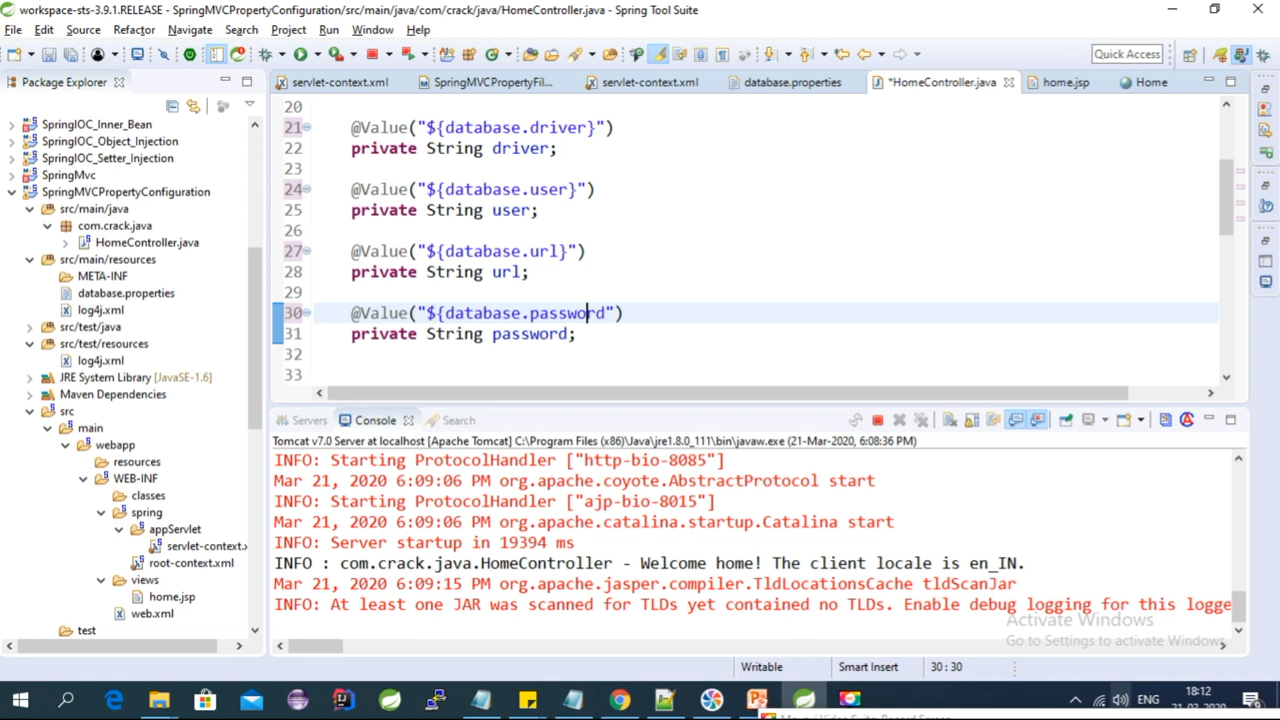 workspace-sts-3.9.1.RELEASE - SpringMVCPropertyConfiguration/src/main/java/com/crack/java/HomeController.java - Spring Tool Suite
File Edit Source Refactor Navigate Search Project Run Window Help
Quick Access
Package Explorer
servlet-context.xml
SpringMVCPropertyFil...
servlet-context.xml
database.properties
*HomeController.java
home.jsp
Home
SpringIOC_Inner_Bean
SpringIOC_Object_Injection
SpringIOC_Setter_Injection
SpringMvc
SpringMVCPropertyConfiguration
src/main/java
com.crack.java
HomeController.java
src/main/resources
META-INF
database.properties
log4j.xml
src/test/java
src/test/resources
log4j.xml
JRE System Library [JavaSE-1.6]
Maven Dependencies
src
main
webapp
resources
WEB-INF
classes
spring
appServlet
servlet-context.x
root-context.xml
views
home.jsp
web.xml
test
20
21 @Value("${database.driver}")
22 private String driver;
23
24 @Value("${database.user}")
25 private String user;
26
27 @Value("${database.url}")
28 private String url;
29
30 @Value("${database.password")
31 private String password;
32
33
Servers Console Search
Tomcat v7.0 Server at localhost [Apache Tomcat] C:\Program Files (x86)\Java\jre1.8.0_111\bin\javaw.exe (21-Mar-2020, 6:08:36 PM)
INFO: Starting ProtocolHandler ["http-bio-8085"]
Mar 21, 2020 6:09:06 PM org.apache.coyote.AbstractProtocol start
INFO: Starting ProtocolHandler ["ajp-bio-8015"]
Mar 21, 2020 6:09:06 PM org.apache.catalina.startup.Catalina start
INFO: Server startup in 19394 ms
INFO : com.crack.java.HomeController - Welcome home! The client locale is en_IN.
Mar 21, 2020 6:09:15 PM org.apache.jasper.compiler.TldLocationsCache tldScanJar
INFO: At least one JAR was scanned for TLDs yet contained no TLDs. Enable debug logging for this logge
Activate Windows
Go to Settings to activate Windows.
Writable Smart Insert 30 : 30
ENG
18:12
21-03-2020